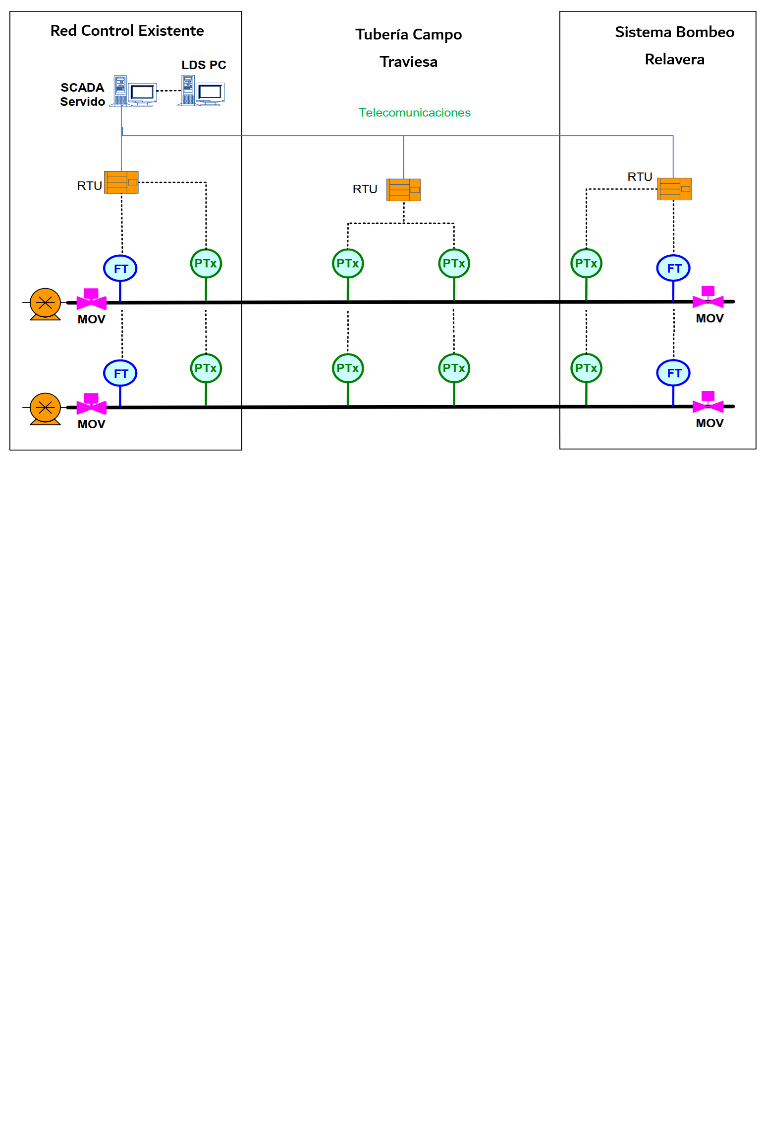 Red Control Existente
Tubería Campo
Traviesa
Sistema Bombeo
Relavera
LDS PC
SCADA
Servido
Telecomunicaciones
RTU
RTU
RTU
FT
PTx
PTx
PTx
PTx
FT
MOV
MOV
FT
PTx
PTx
PTx
PTx
FT
MOV
MOV